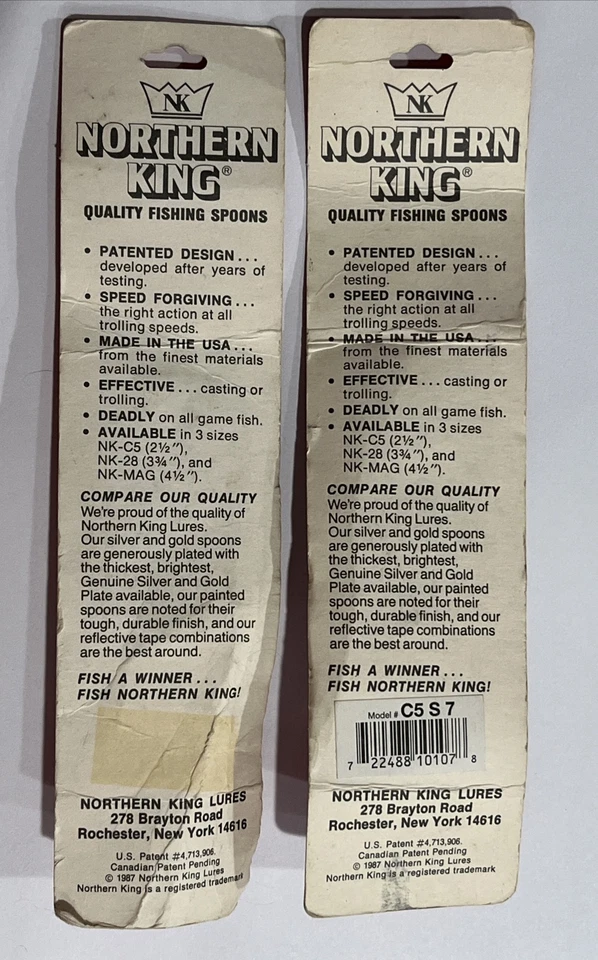 NK
NORTHERN
KING®
QUALITY FISHING SPOONS
• PATENTED DESIGN...
developed after years of
testing.
• SPEED FORGIVING...
the right action at all
trolling speeds.
• MADE IN THE USA...
from the finest materials
available.
• EFFECTIVE... casting or
trolling.
• DEADLY on all game fish.
• AVAILABLE in 3 sizes
NK-C5 (2½"),
NK-28 (3¾"), and
NK-MAG (4½").
COMPARE OUR QUALITY
We're proud of the quality of
Northern King Lures.
Our silver and gold spoons
are generously plated with
the thickest, brightest,
Genuine Silver and Gold
Plate available, our painted
spoons are noted for their
tough, durable finish, and our
reflective tape combinations
are the best around.
FISH A WINNER...
FISH NORTHERN KING!
NORTHERN KING LURES
278 Brayton Road
Rochester, New York 14616
U.S. Patent #4,713,906.
Canadian Patent Pending
© 1987 Northern King Lures
Northern King is a registered trademark
NK
NORTHERN
KING®
QUALITY FISHING SPOONS
• PATENTED DESIGN...
developed after years of
testing.
• SPEED FORGIVING...
the right action at all
trolling speeds.
• MADE IN THE USA...
from the finest materials
available.
• EFFECTIVE... casting or
trolling.
• DEADLY on all game fish.
• AVAILABLE in 3 sizes
NK-C5 (2½"),
NK-28 (3¾"), and
NK-MAG (4½").
COMPARE OUR QUALITY
We're proud of the quality of
Northern King Lures.
Our silver and gold spoons
are generously plated with
the thickest, brightest,
Genuine Silver and Gold
Plate available, our painted
spoons are noted for their
tough, durable finish, and our
reflective tape combinations
are the best around.
FISH A WINNER...
FISH NORTHERN KING!
Model # C5 S 7
7 22488 10107 8
NORTHERN KING LURES
278 Brayton Road
Rochester, New York 14616
U.S. Patent #4,713,906.
Canadian Patent Pending
© 1987 Northern King Lures
Northern King is a registered trademark